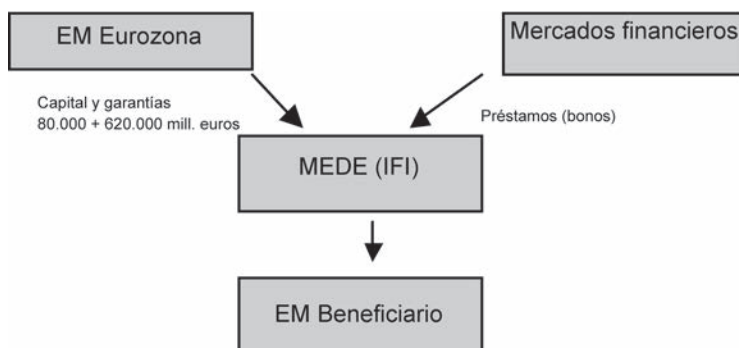 EM Eurozona
Mercados financieros
Capital y garantías
80.000 + 620.000 mill. euros
Préstamos (bonos)
MEDE (IFI)
EM Beneficiario